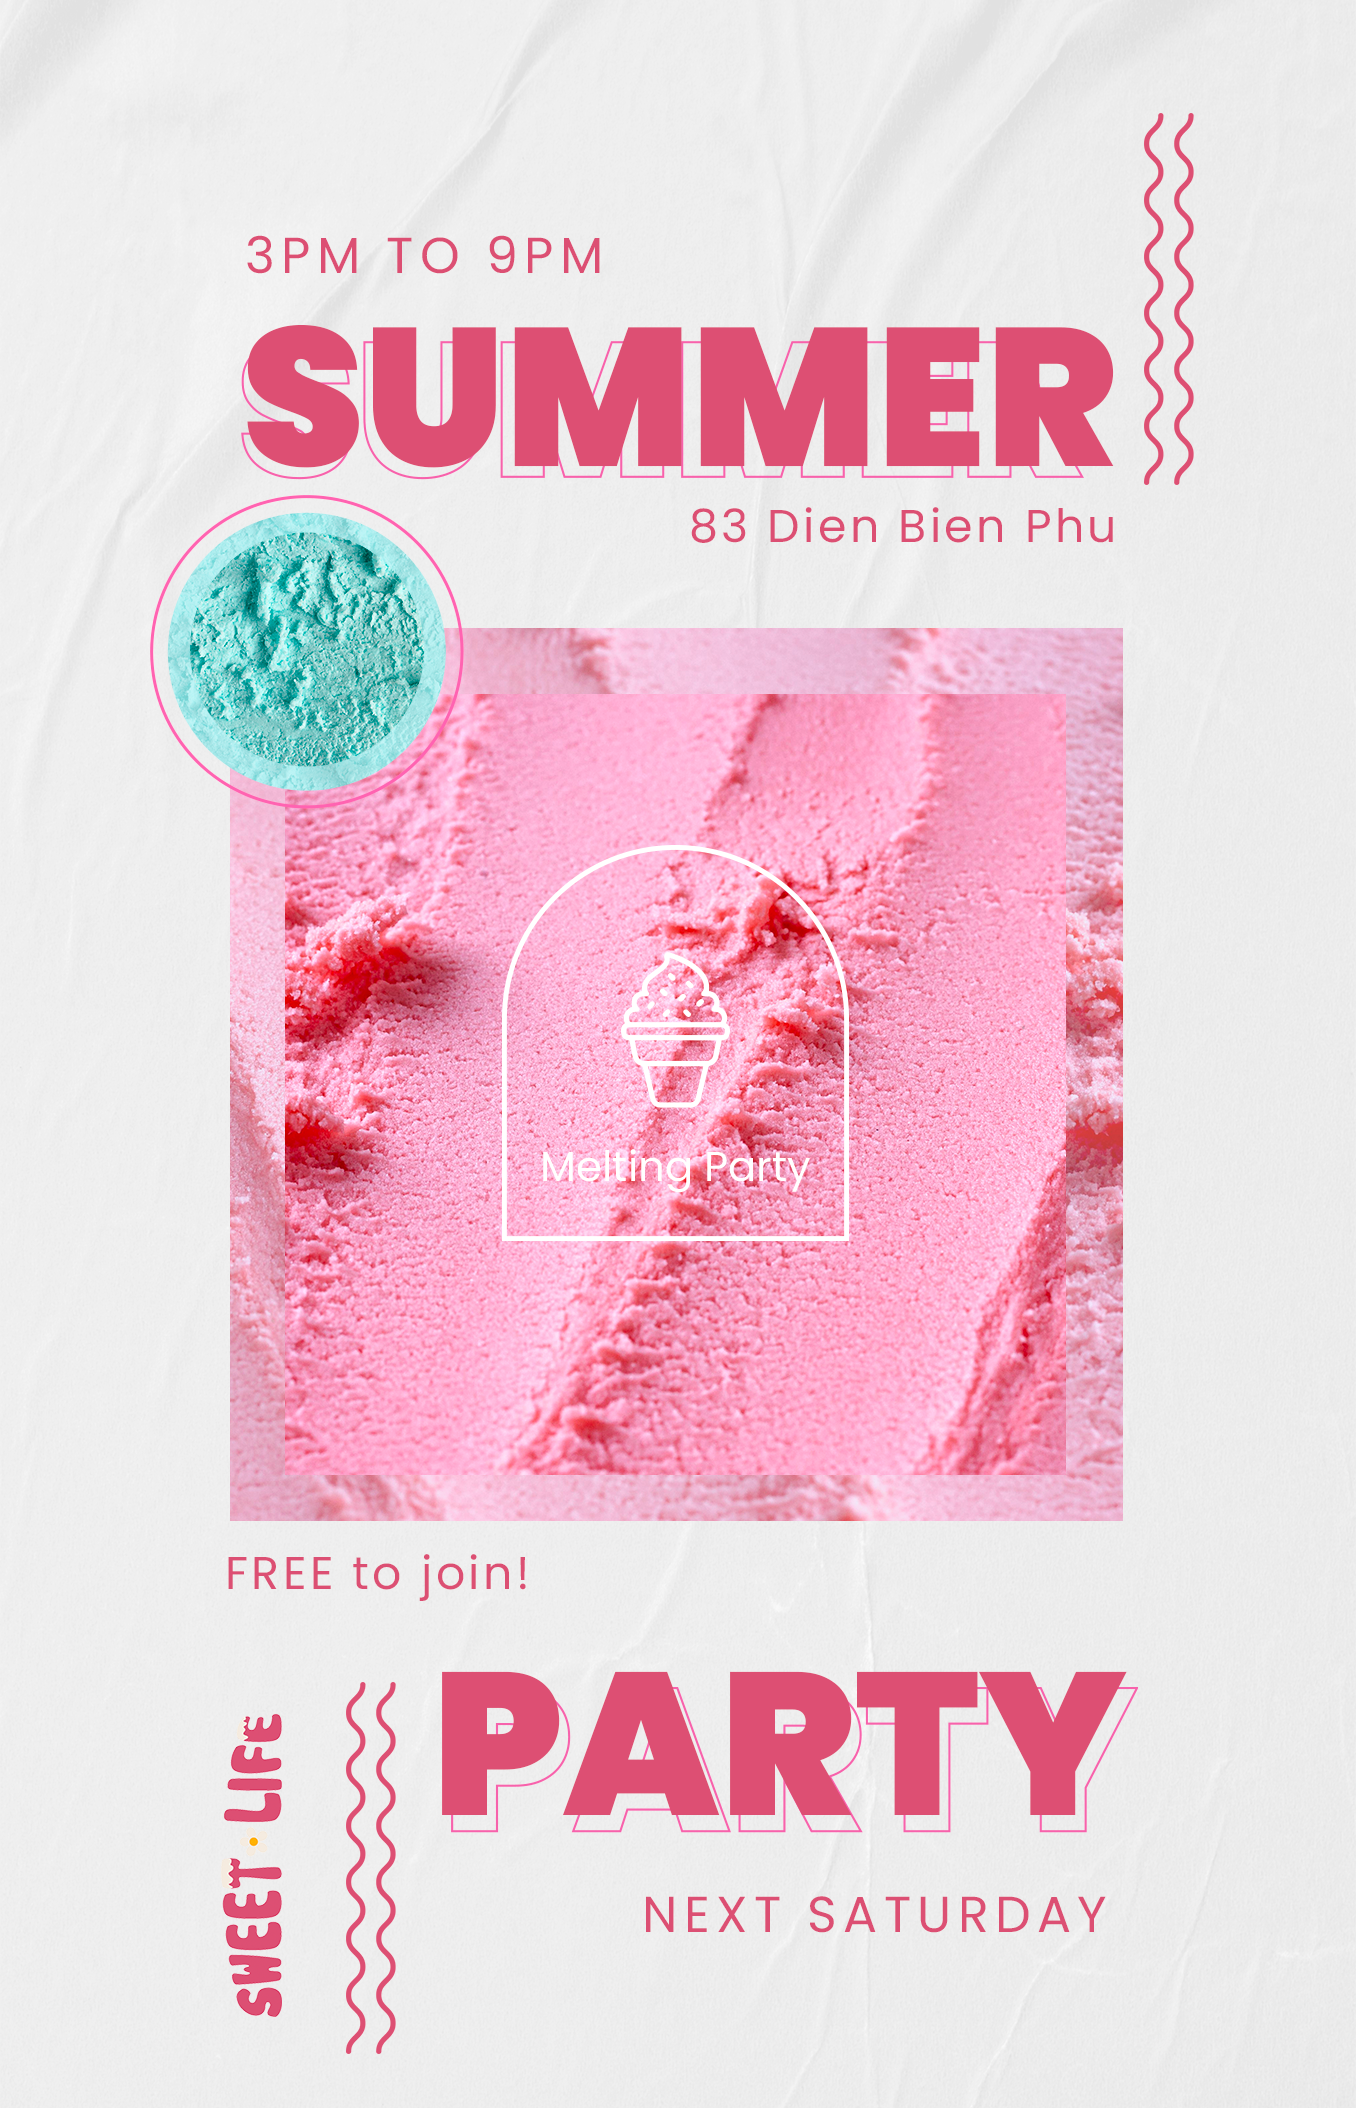 3PM TO 9PM
SUMMER
83 Dien Bien Phu
Melting Party
FREE to join!
PARTY
SWEET · LIFE
NEXT SATURDAY